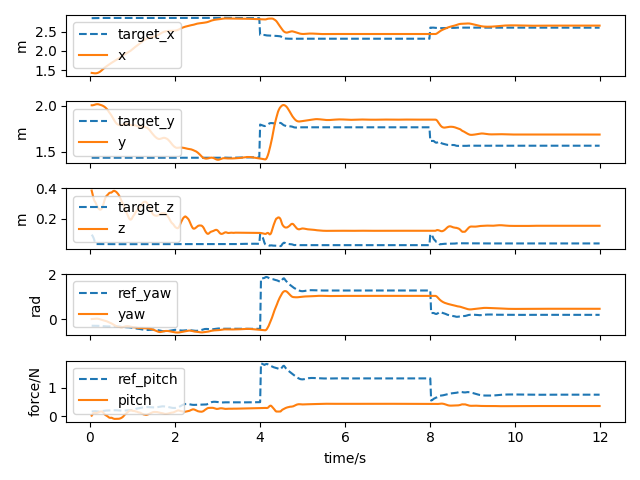 2.5
2.0
1.5
m
target_x
x
2.0
1.5
m
target_y
y
0.4
0.2
m
target_z
z
2
0
rad
ref_yaw
yaw
1
0
force/N
ref_pitch
pitch
0 2 4 6 8 10 12
time/s